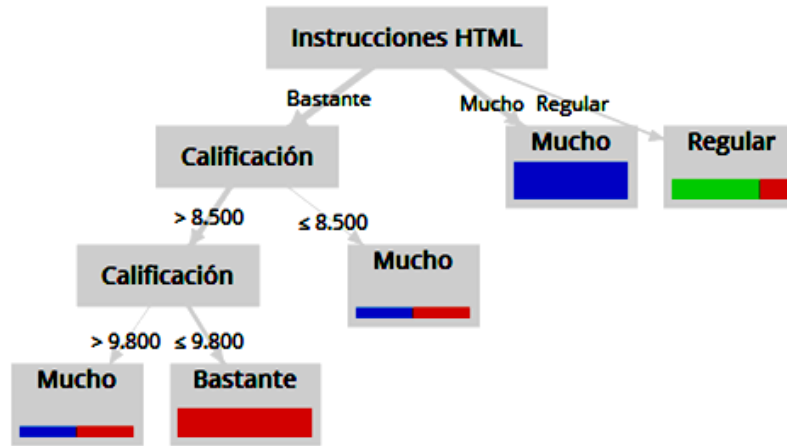 Instrucciones HTML
Bastante
Mucho Regular
Calificación
Mucho
Regular
> 8.500
≤ 8.500
Calificación
Mucho
> 9.800 ≤ 9.800
Mucho
Bastante